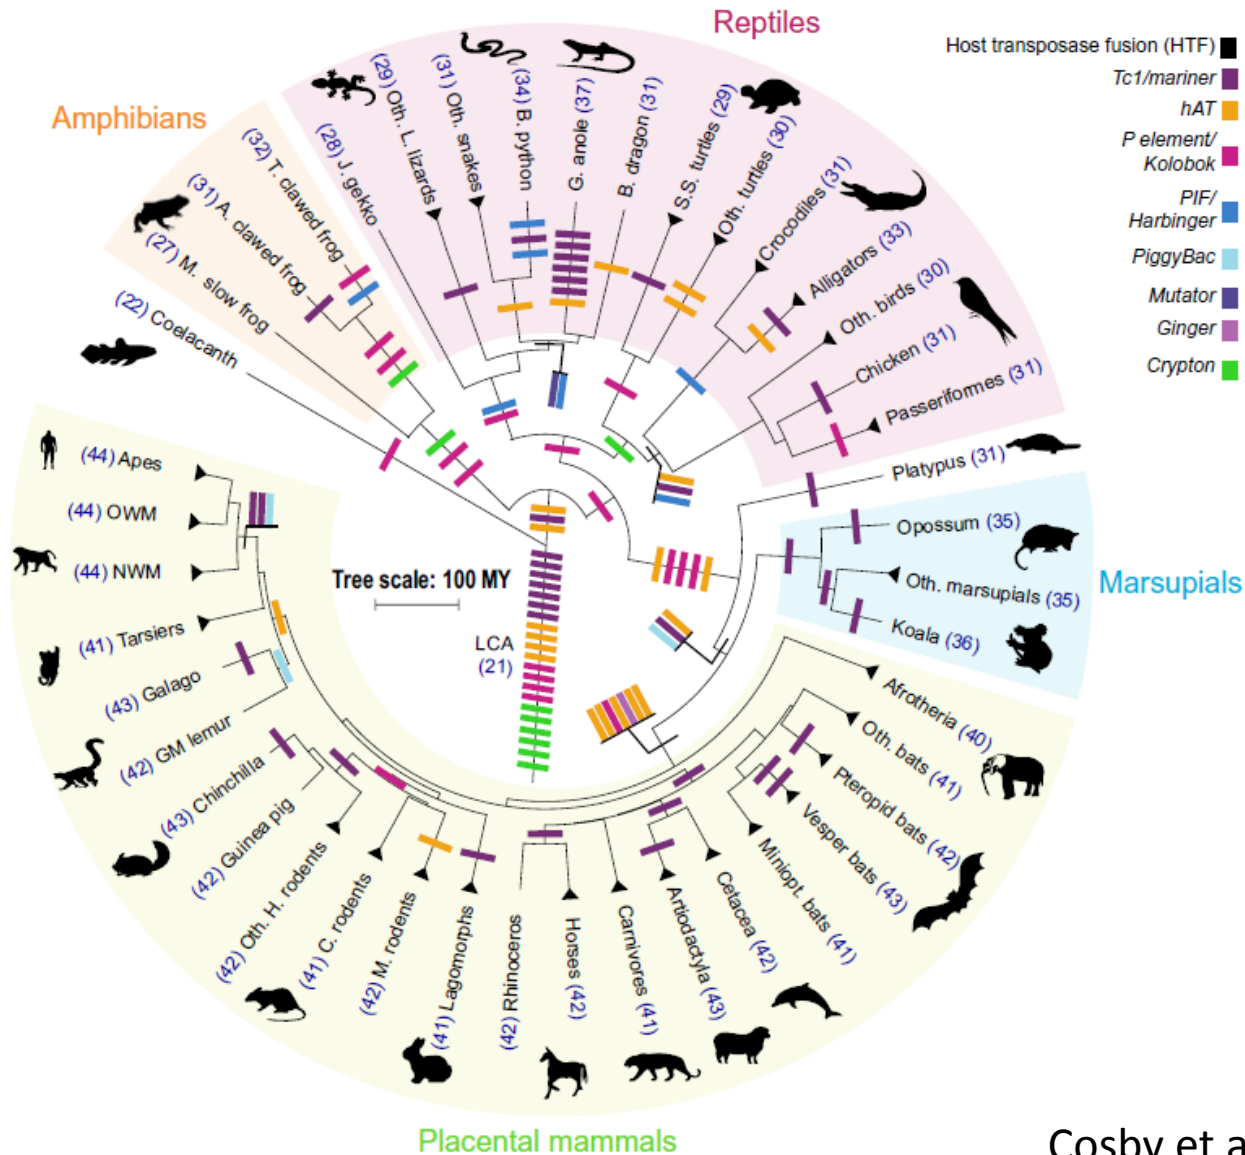 Reptiles
Host transposase fusion (HTF)
Tc1/mariner
hAT
P element/
Kolobok
PIF/
Harbinger
PiggyBac
Mutator
Ginger
Crypton
Amphibians
(22) Coelacanth
(27) M. slow frog
(31) A. clawed frog
(32) T. clawed frog
(28) J. gekko
(29) Oth. L. lizards
(31) Oth. snakes
(34) B. python
G. anole (37)
B. dragon (31)
S.S. turtles (29)
Oth. turtles (30)
Crocodiles (31)
Alligators (33)
Oth. birds (30)
Chicken (31)
Passeriformes (31)
Platypus (31)
Opossum (35)
Oth. marsupials (35)
Koala (36)
Marsupials
Tree scale: 100 MY
LCA
(21)
Afrotheria (40)
Oth. bats (41)
Pteropid bats (42)
Vesper bats (43)
Miniopt. bats (41)
Cetacea (42)
Artiodactyla (43)
Carnivores (41)
Horses (42)
(42) Rhinoceros
(41) Lagomorphs
(42) M. rodents
(41) C. rodents
(42) Oth. H. rodents
(42) Guinea pig
(43) Chinchilla
(42) GM lemur
(43) Galago
(41) Tarsiers
(44) NWM
(44) OWM
(44) Apes
Placental mammals
Cosby et a